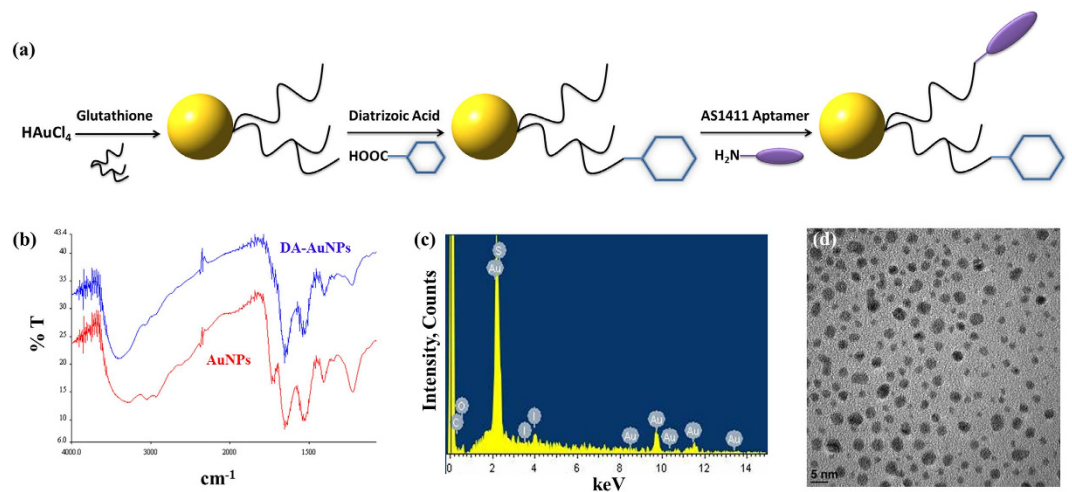 (a)
HAuCl4
Glutathione
Diatrizoic Acid
HOOC
AS1411 Aptamer
H2N
(b)
DA-AuNPs
AuNPs
% T
43.4
40
35
30
25
20
15
10
6.0
4000.0
3000
2000
1,500
cm-1
(c)
Intensity, Counts
S
Au
O
C
I
I
Au
Au
Au
Au
Au
0
2
4
6
8
10
12
14
keV
(d)
5 nm